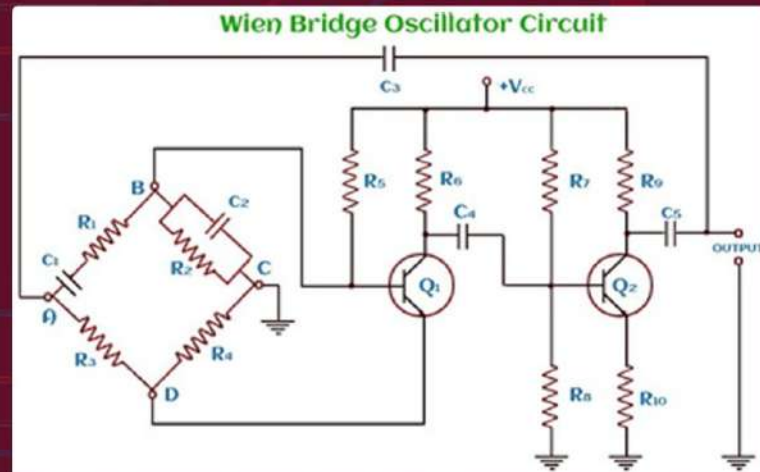 Wien Bridge Oscillator Circuit
C3
+Vcc
R5
R6
R7
R9
B
C2
C4
C5
R1
OUTPUT
C1
R2
C
Q1
Q2
A
R3
R4
D
R8
R10